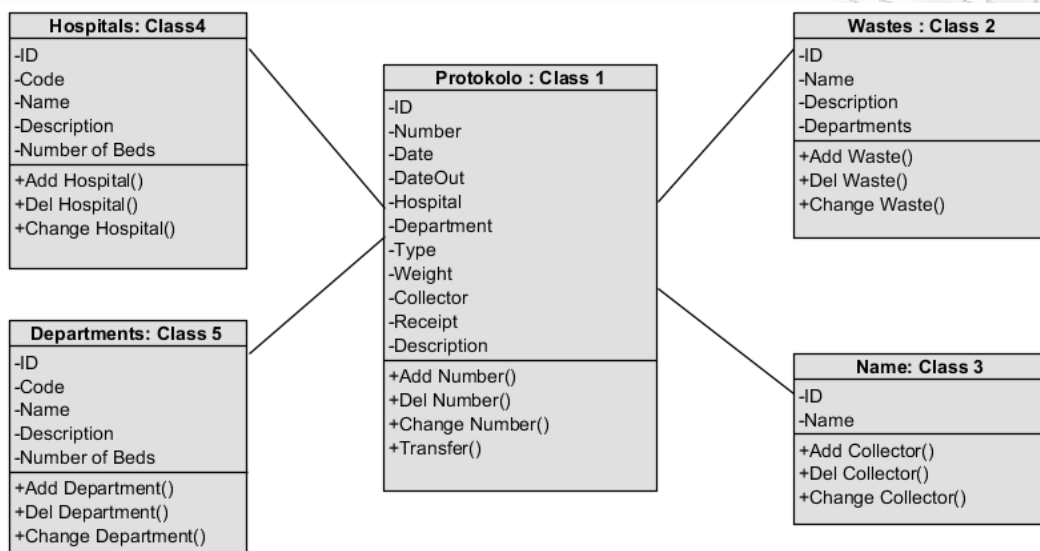 Hospitals: Class4
-ID
-Code
-Name
-Description
-Number of Beds
+Add Hospital()
+Del Hospital()
+Change Hospital()
Departments: Class 5
-ID
-Code
-Name
-Description
-Number of Beds
+Add Department()
+Del Department()
+Change Department()
Protokolo : Class 1
-ID
-Number
-Date
-DateOut
-Hospital
-Department
-Type
-Weight
-Collector
-Receipt
-Description
+Add Number()
+Del Number()
+Change Number()
+Transfer()
Wastes : Class 2
-ID
-Name
-Description
-Departments
+Add Waste()
+Del Waste()
+Change Waste()
Name: Class 3
-ID
-Name
+Add Collector()
+Del Collector()
+Change Collector()